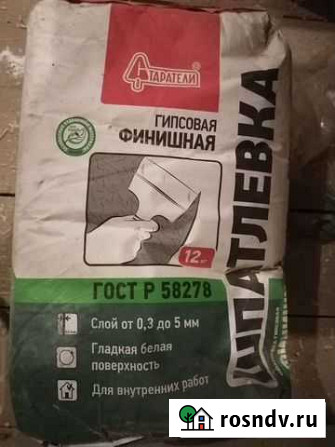 СТАРАТЕЛИ
ГИПСОВАЯ
ФИНИШНАЯ
ШПАТЛЕВКА
12 кг
ГОСТ Р 58278
Слой от 0,3 до 5 мм
Гладкая белая
поверхность
Для внутренних работ
rosndv.ru